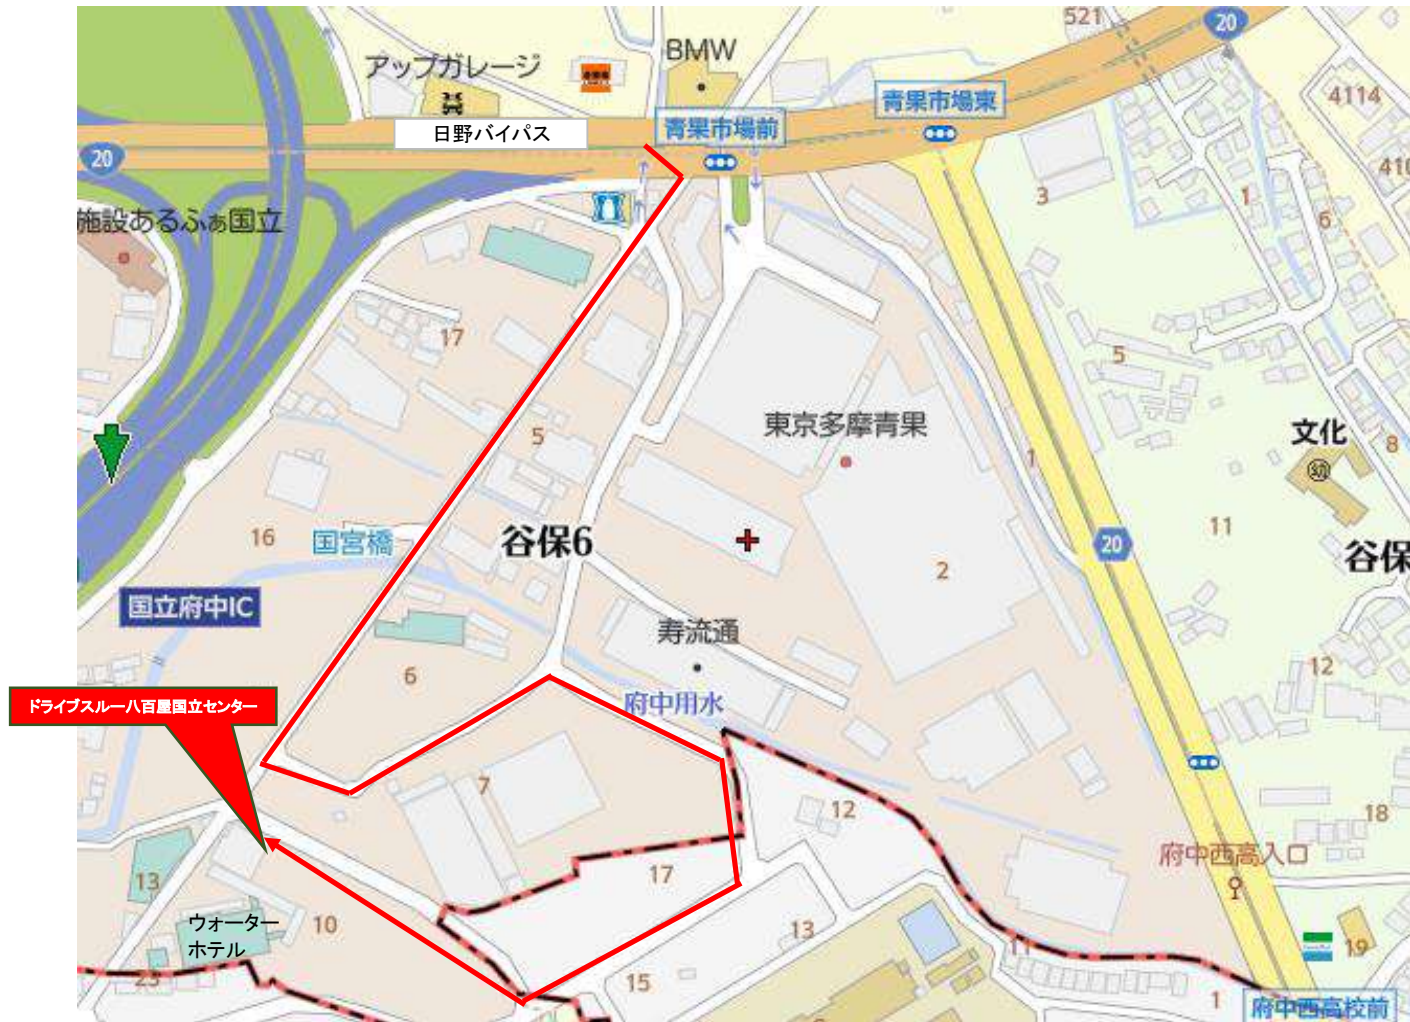 521
20
BMW
アップガレージ
青果市場東
4114
青果市場前
日野バイパス
20
410
3
1
6
施設あるふぁ国立
17
5
東京多摩青果
文化
幼
8
5
1
11
16
国宮橋
谷保6
20
2
谷保
国立府中IC
寿流通
6
12
府中用水
ドライブスルー八百屋国立センター
7
12
18
府中西高入口
17
13
ウォーター
ホテル
10
13
11
19
23
15
1
府中西高校前